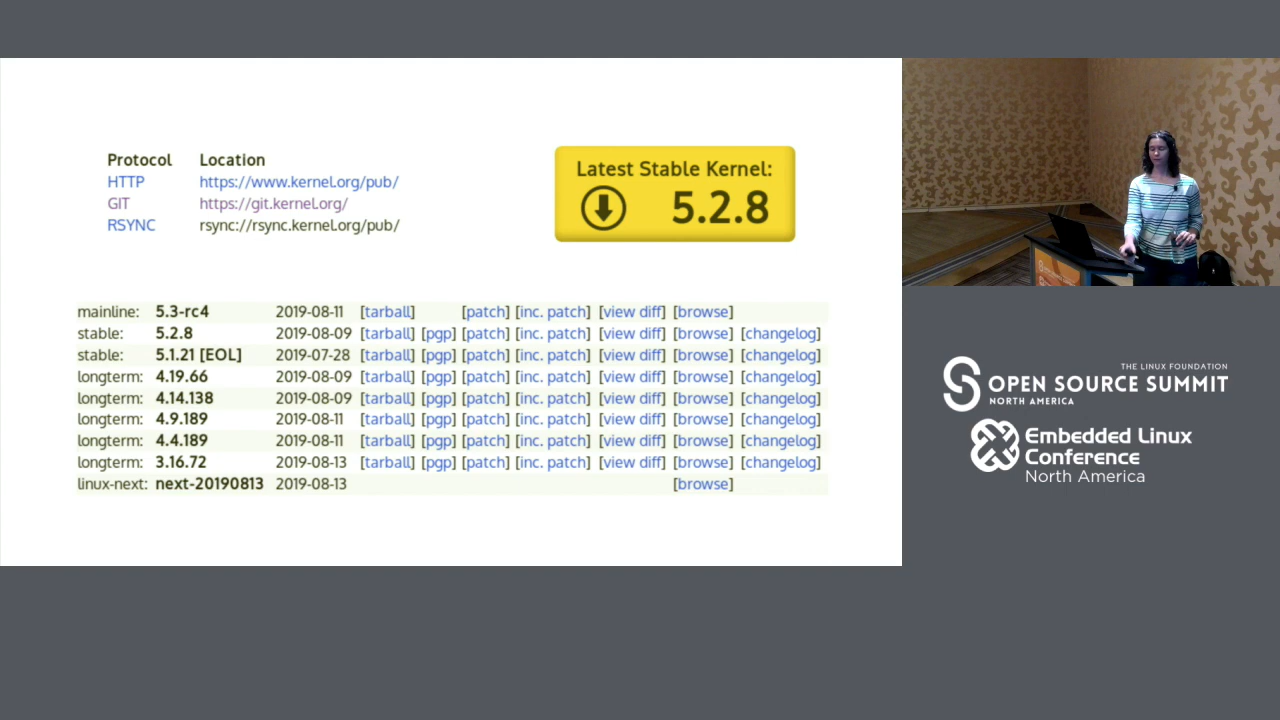 Protocol Location
HTTP https://www.kernel.org/pub/
GIT https://git.kernel.org/
RSYNC rsync://rsync.kernel.org/pub/
Latest Stable Kernel:
5.2.8
mainline: 5.3-rc4 2019-08-11 [tarball] [patch] [inc. patch] [view diff] [browse]
stable: 5.2.8 2019-08-09 [tarball] [pgp] [patch] [inc. patch] [view diff] [browse] [changelog]
stable: 5.1.21 [EOL] 2019-07-28 [tarball] [pgp] [patch] [inc. patch] [view diff] [browse] [changelog]
longterm: 4.19.66 2019-08-09 [tarball] [pgp] [patch] [inc. patch] [view diff] [browse] [changelog]
longterm: 4.14.138 2019-08-09 [tarball] [pgp] [patch] [inc. patch] [view diff] [browse] [changelog]
longterm: 4.9.189 2019-08-11 [tarball] [pgp] [patch] [inc. patch] [view diff] [browse] [changelog]
longterm: 4.4.189 2019-08-11 [tarball] [pgp] [patch] [inc. patch] [view diff] [browse] [changelog]
longterm: 3.16.72 2019-08-13 [tarball] [pgp] [patch] [inc. patch] [view diff] [browse] [changelog]
linux-next: next-20190813 2019-08-13 [browse]
THE LINUX FOUNDATION
OPEN SOURCE SUMMIT
NORTH AMERICA
Embedded Linux
Conference
North America